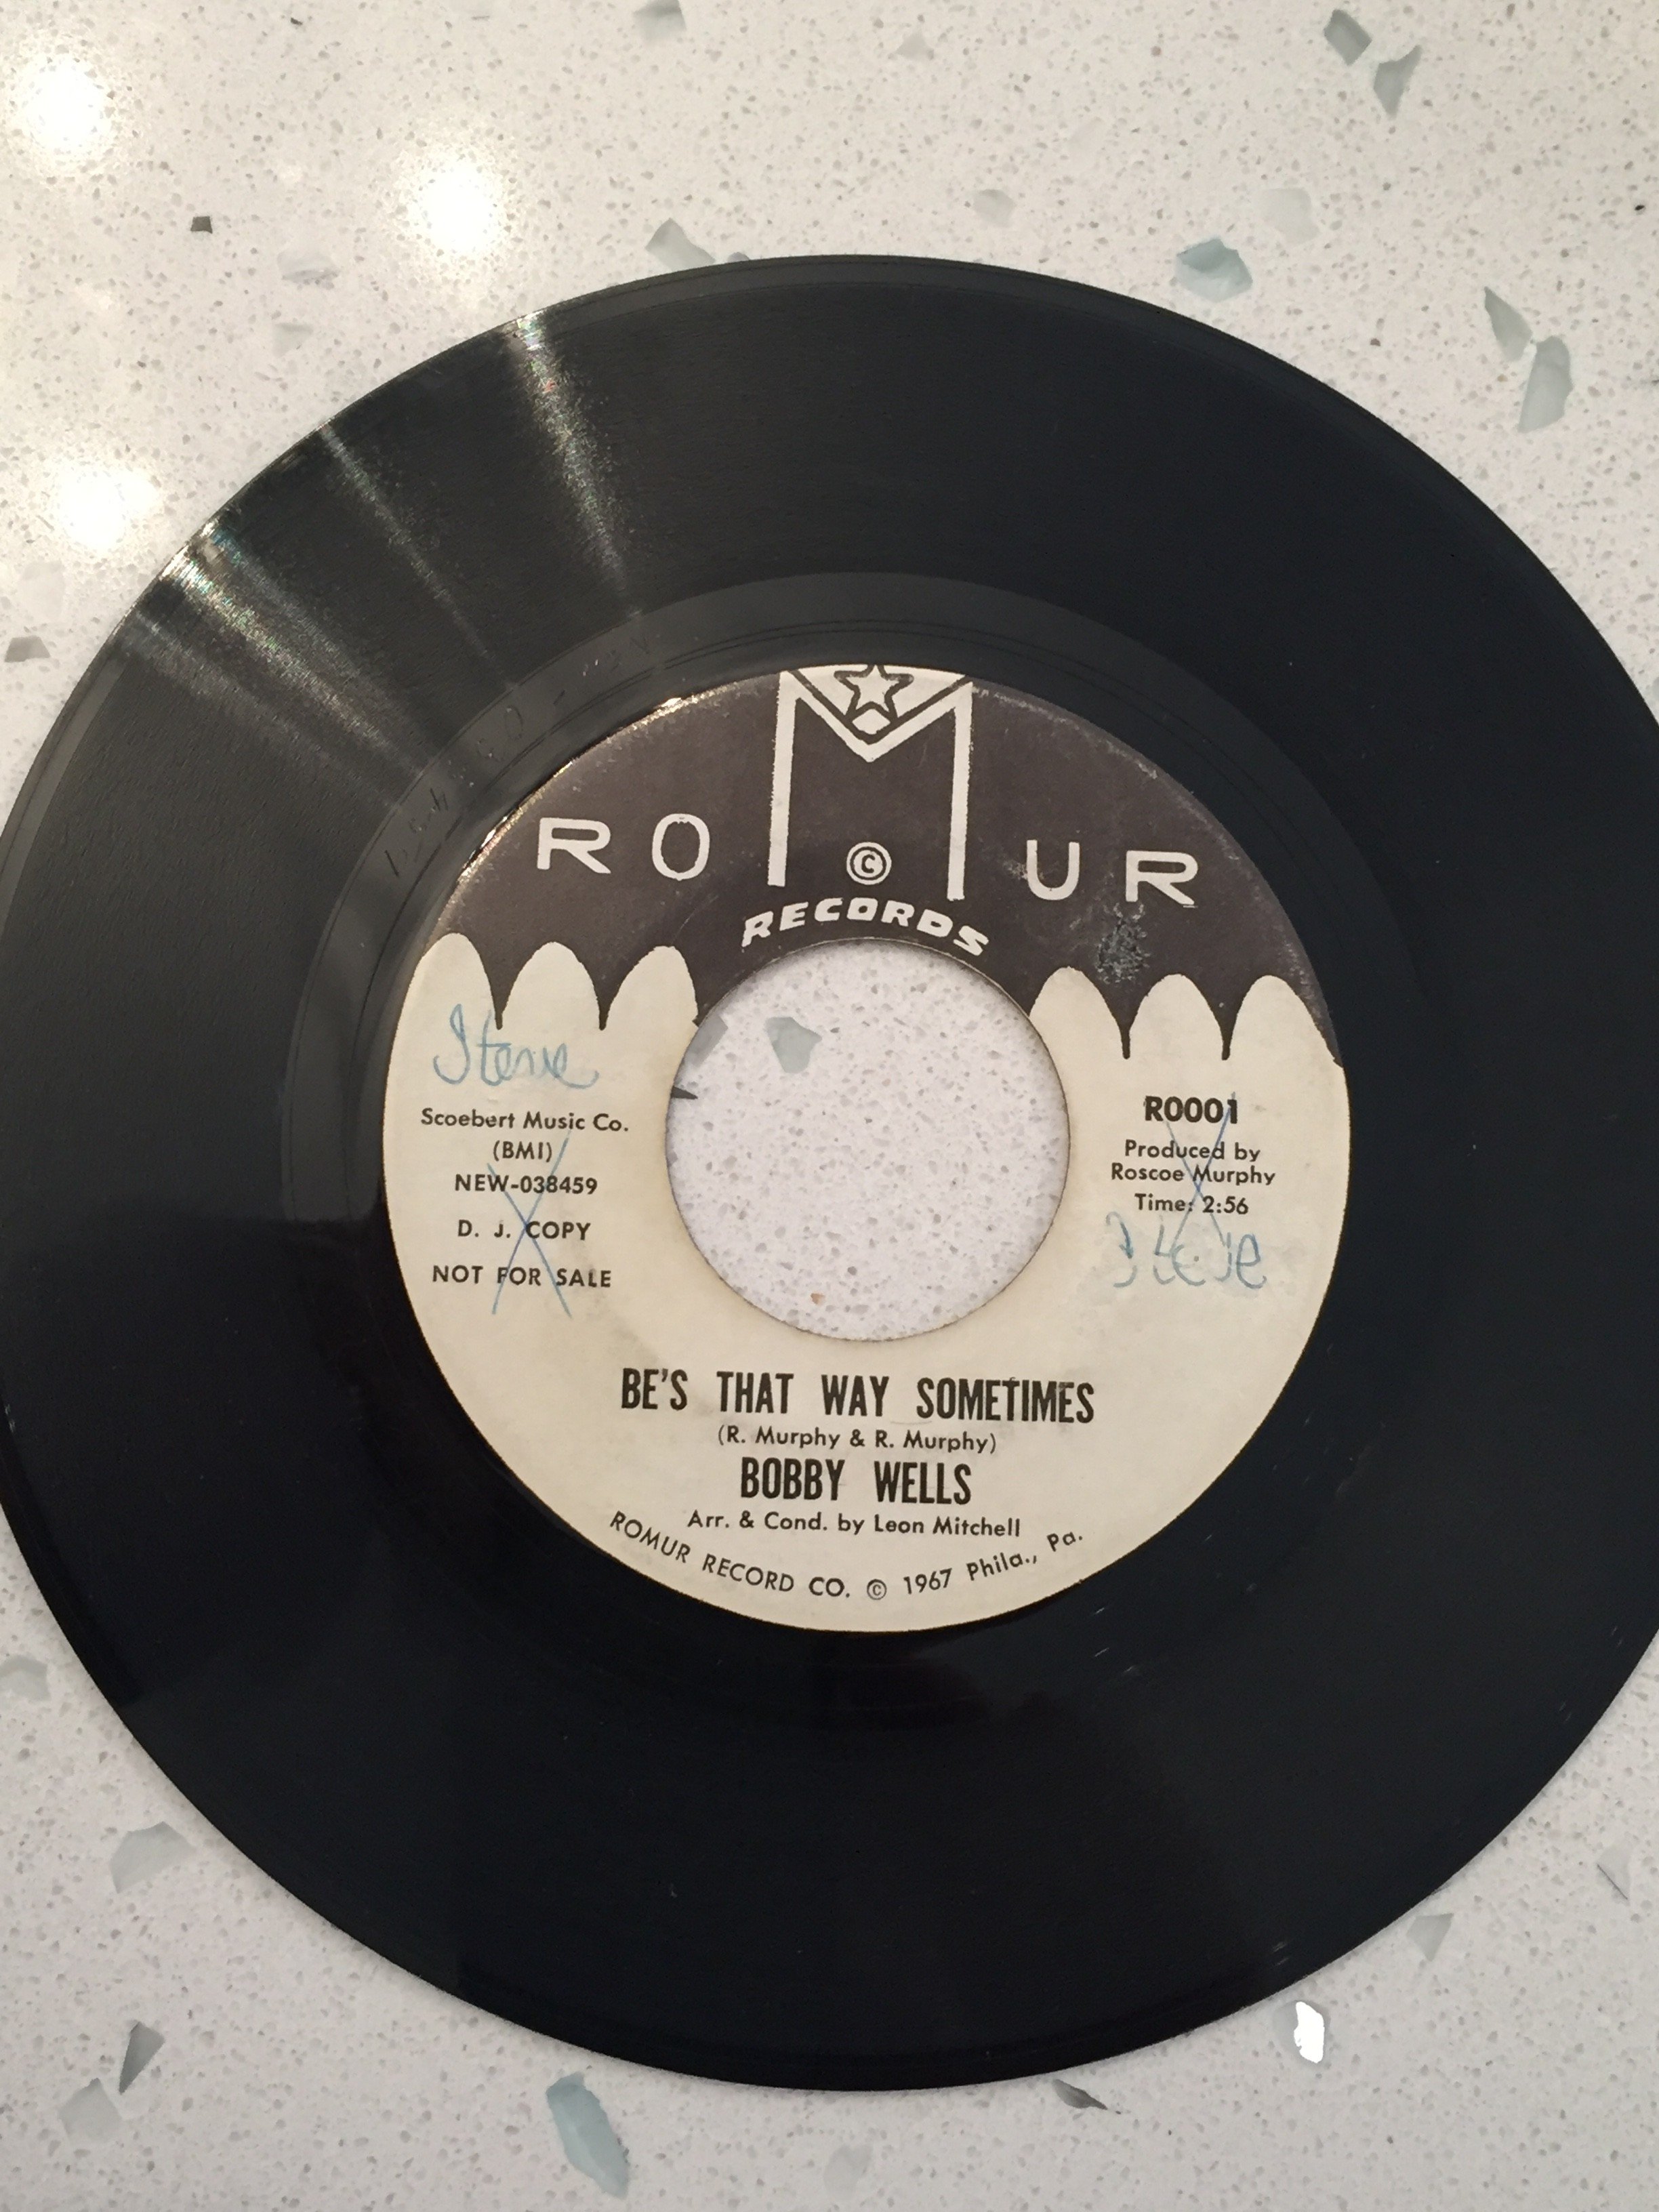 ROMUR
©
RECORDS
Steve
Scoebert Music Co.
(BMI)
NEW-038459
D. J. COPY
NOT FOR SALE
R0001
Produced by
Roscoe Murphy
Time: 2:56
Steve
BE'S THAT WAY SOMETIMES
(R. Murphy & R. Murphy)
BOBBY WELLS
Arr. & Cond. by Leon Mitchell
ROMUR RECORD CO. © 1967 Phila., Pa.